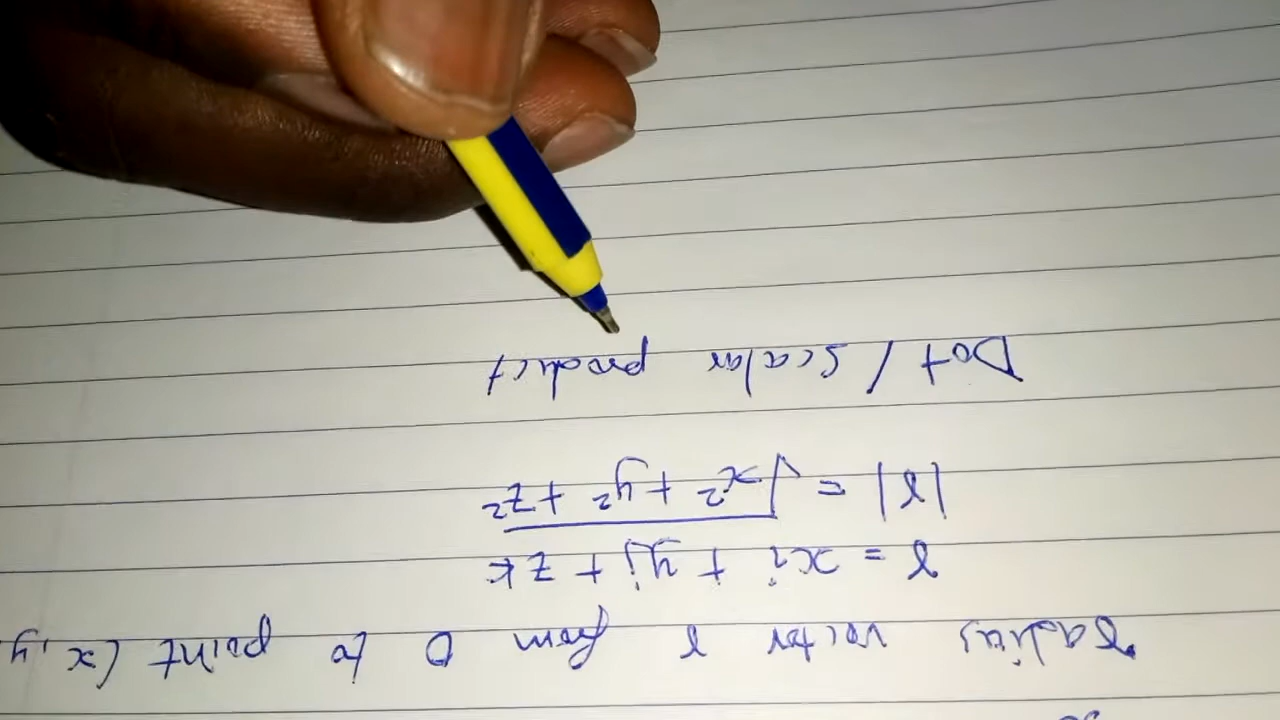 radius vector r from O to point (x, y
r = xi + yj + zk
|r| = √x² + y² + z²
Dot / Scalar product